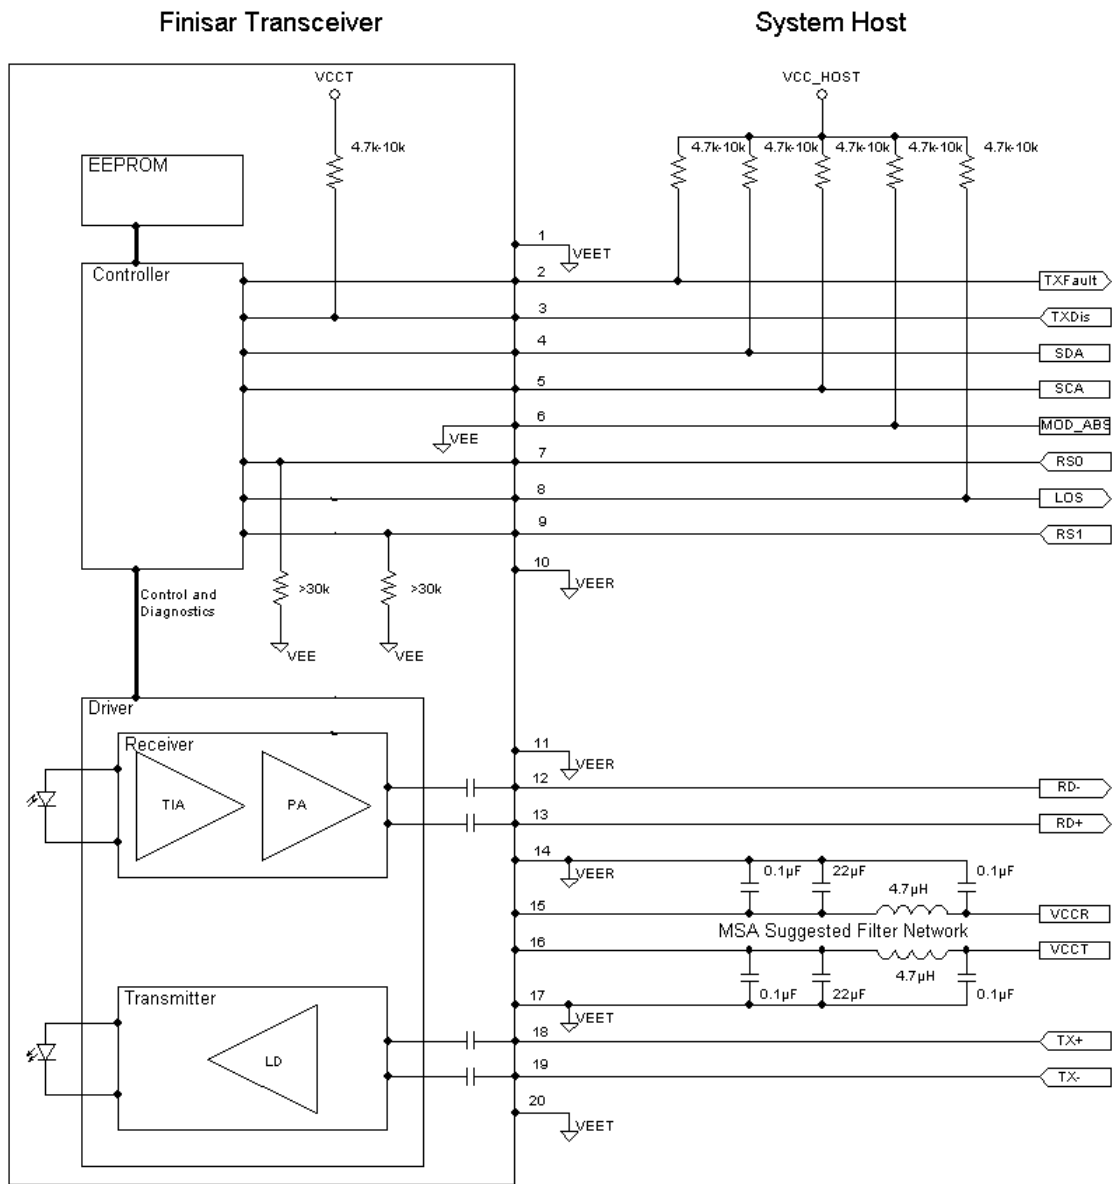 Finisar Transceiver
System Host
VCCT
VCC_HOST
4.7k-10k
4.7k-10k
4.7k-10k
4.7k-10k
4.7k-10k
4.7k-10k
EEPROM
Controller
1
VEET
2
TXFault
3
TXDis
4
SDA
5
SCA
6
VEE
MOD_ABS
7
RS0
8
LOS
9
RS1
10
VEER
Control and
Diagnostics
>30k
>30k
VEE
VEE
Driver
Receiver
TIA
PA
11
VEER
12
RD-
13
RD+
14
VEER
0.1µF
22µF
4.7µH
0.1µF
15
VCCR
MSA Suggested Filter Network
16
VCCT
4.7µH
0.1µF
22µF
0.1µF
17
VEET
Transmitter
LD
18
TX+
19
TX-
20
VEET